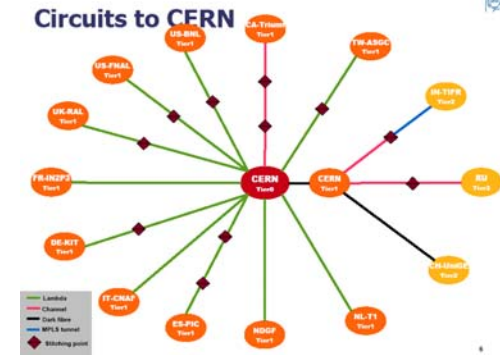 Circuits to CERN
US-BNL
Tier1
CA-Triumf
Tier1
TW-ASGC
Tier1
US-FNAL
Tier1
IN-TIFR
Tier2
UK-RAL
Tier1
FR-IN2P3
Tier1
CERN
Tier0
CERN
Tier1
RU
Tier2
DE-KIT
Tier1
CH-UniGE
Tier2
IT-CNAF
Tier1
ES-PIC
Tier1
NDGF
Tier1
NL-T1
Tier1
Lambda
Channel
Dark fibre
MPLS tunnel
Stitching point
6